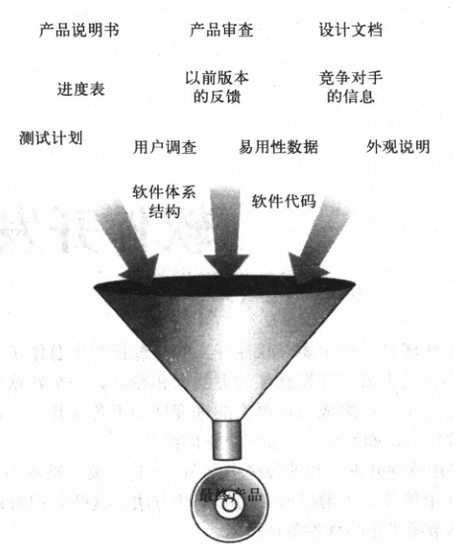 产品说明书 产品审查 设计文档
进度表 以前版本 竞争对手
的反馈 的信息
测试计划 用户调查 易用性数据 外观说明
软件体系 软件代码
结构
最终产品